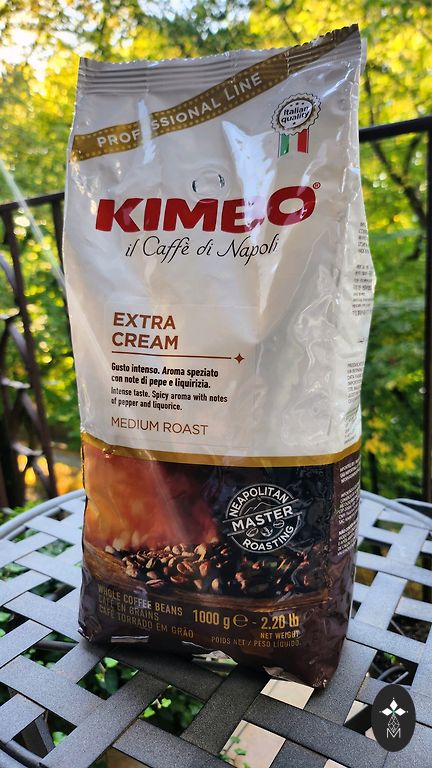 PROFESSIONAL LINE
Italian
quality
KIMBO®
il Caffè di Napoli
EXTRA
CREAM
Gusto intenso. Aroma speziato
con note di pepe e liquirizia.
Intense taste. Spicy aroma with notes
of pepper and liquorice.
MEDIUM ROAST
NEAPOLITAN
MASTER
ROASTING
WHOLE COFFEE BEANS
CAFÉ EN GRAINS
CAFÉ TORRADO EM GRÃO
1000 g ℮ - 2.20 lb
NET WEIGHT
POIDS NET / PESO LÍQUIDO
M